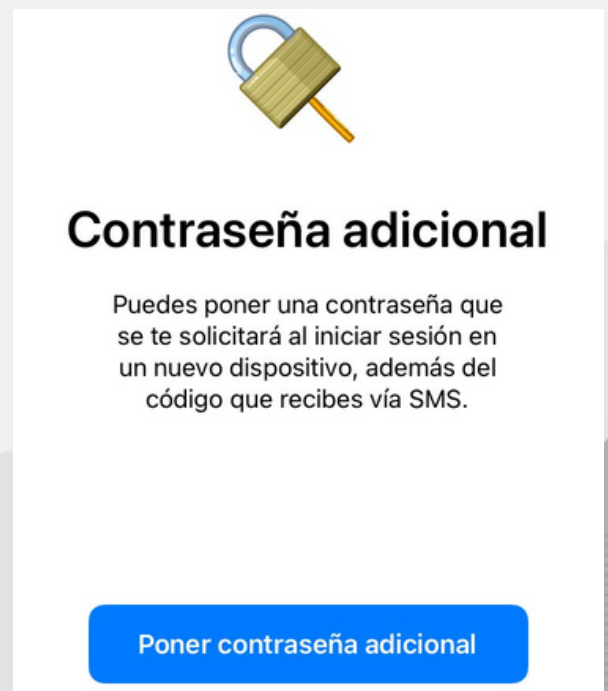 Contraseña adicional
Puedes poner una contraseña que
se te solicitará al iniciar sesión en
un nuevo dispositivo, además del
código que recibes vía SMS.
Poner contraseña adicional